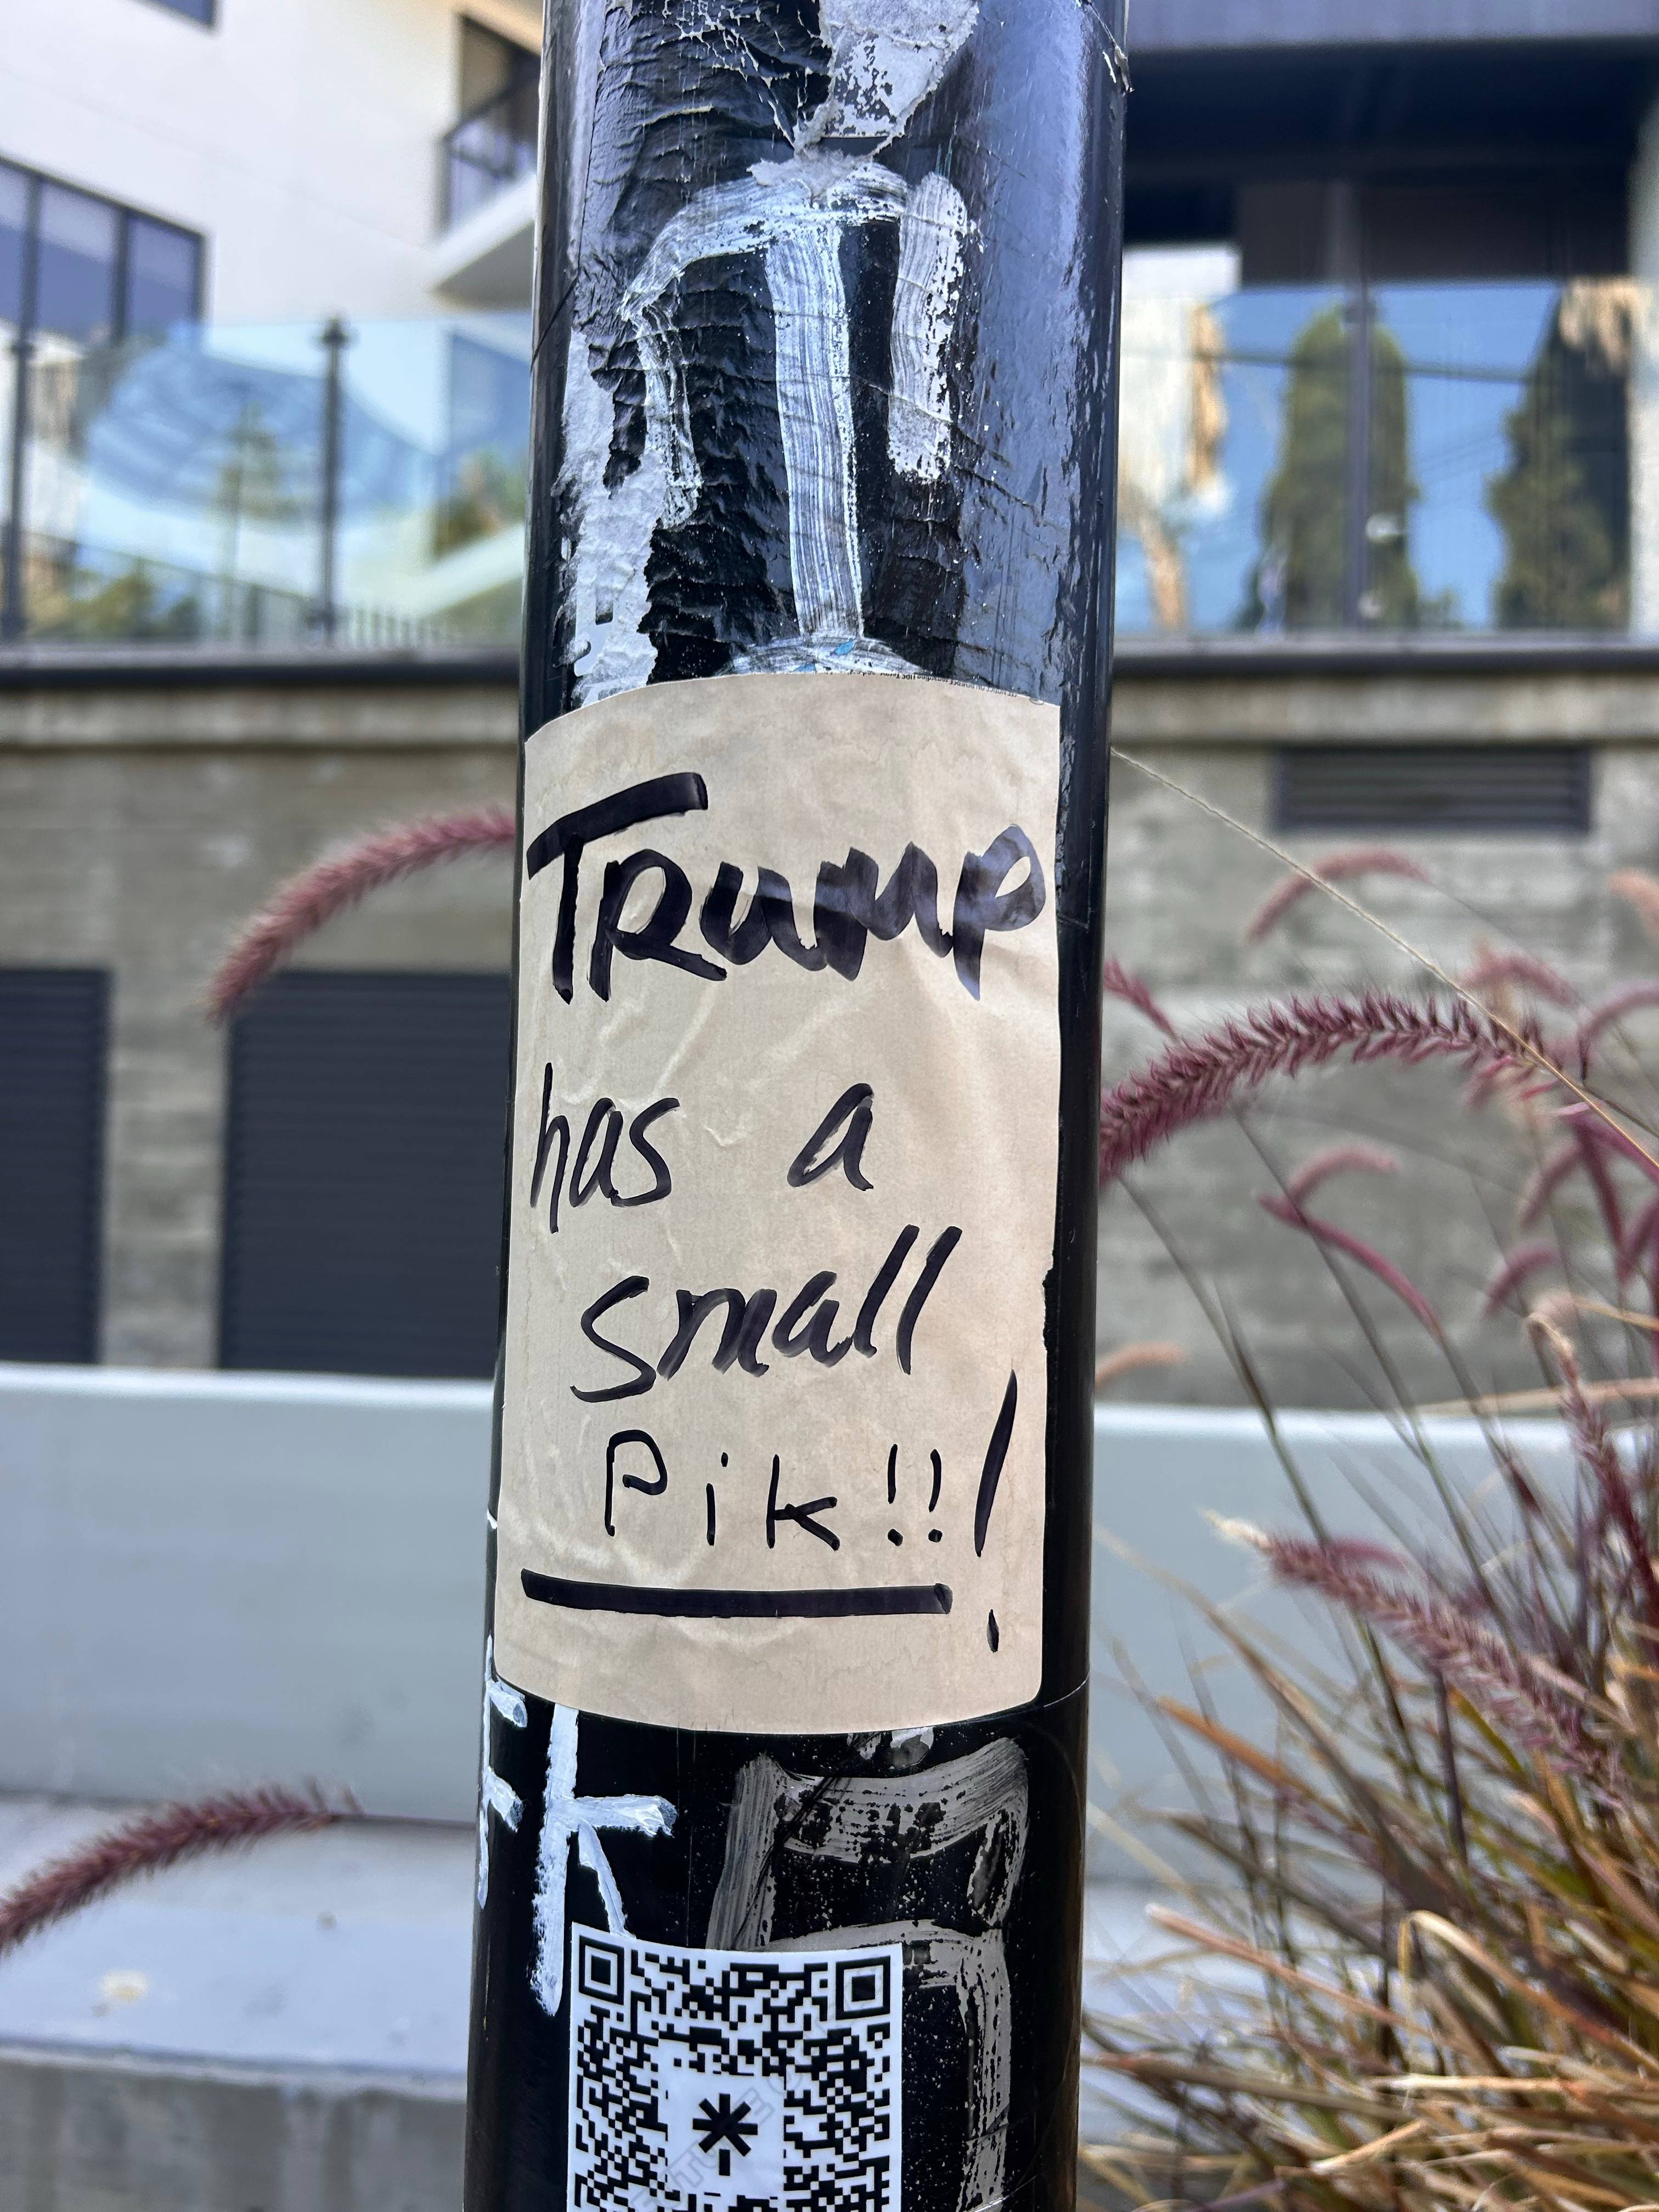 Trump
has a
small
Pik!!!